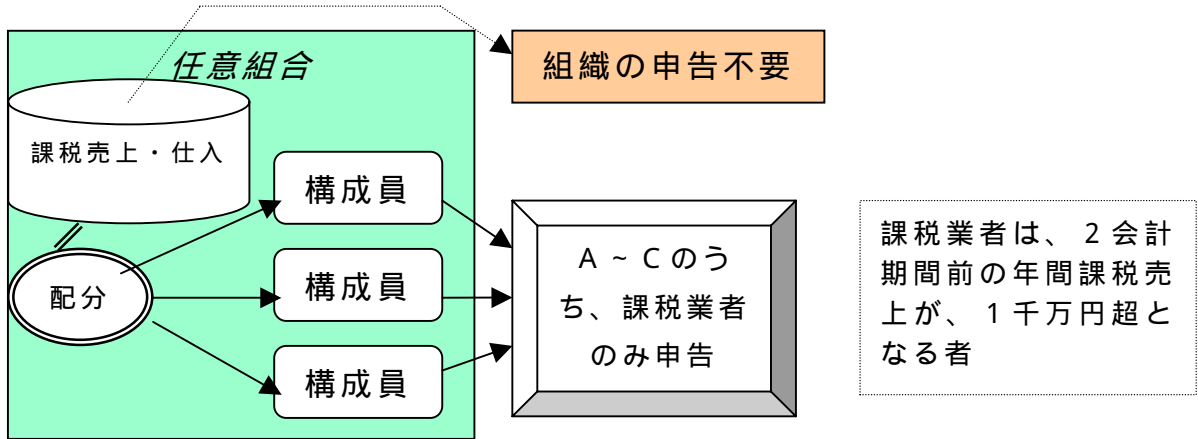 任意組合
組織の申告不要
課税売上・仕入
配分
構成員
構成員
構成員
A~Cのう
ち、課税業者
のみ申告
課税業者は、2会計
期間前の年間課税売
上が、1千万円超と
なる者